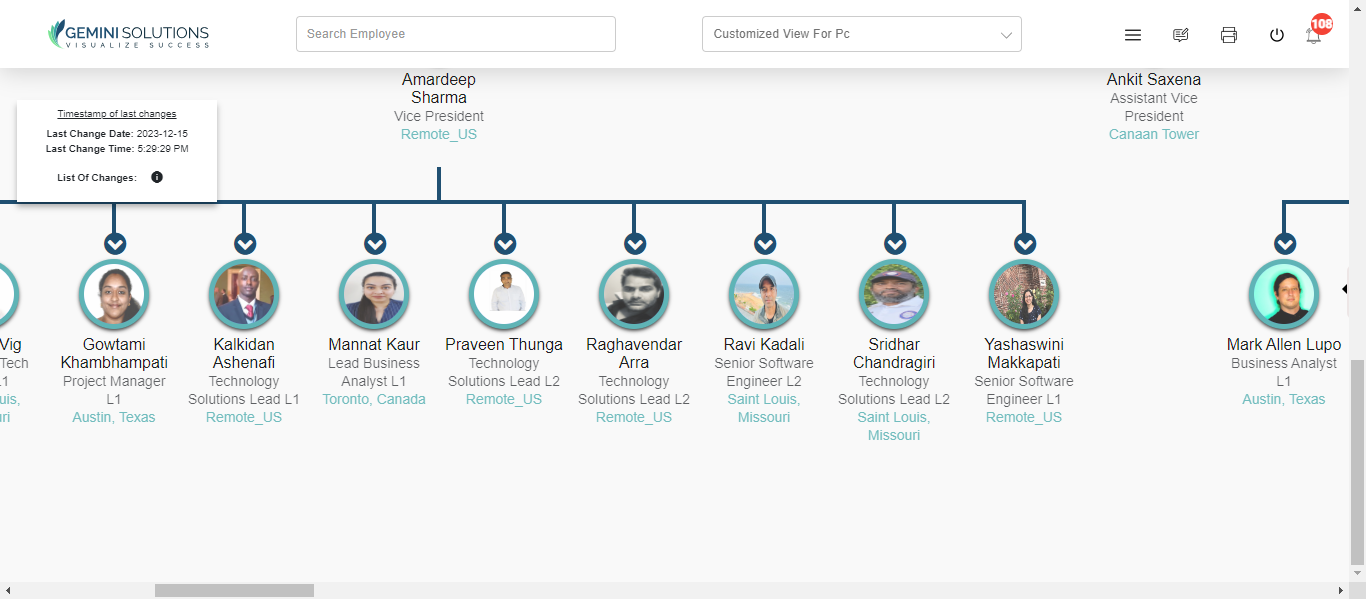 GEMINI SOLUTIONS
VISUALIZE SUCCESS
Search Employee
Customized View For Pc
108
Amardeep
Sharma
Vice President
Remote_US
Ankit Saxena
Assistant Vice
President
Canaan Tower
Timestamp of last changes
Last Change Date: 2023-12-15
Last Change Time: 5:29:29 PM
List Of Changes:
Vig
Tech
Gowtami
Khambhampati
Project Manager
L1
Austin, Texas
Kalkidan
Ashenafi
Technology
Solutions Lead L1
Remote_US
Mannat Kaur
Lead Business
Analyst L1
Toronto, Canada
Praveen Thunga
Technology
Solutions Lead L2
Remote_US
Raghavendar
Arra
Technology
Solutions Lead L2
Remote_US
Ravi Kadali
Senior Software
Engineer L2
Saint Louis,
Missouri
Sridhar
Chandragiri
Technology
Solutions Lead L2
Saint Louis,
Missouri
Yashaswini
Makkapati
Senior Software
Engineer L1
Remote_US
Mark Allen Lupo
Business Analyst
L1
Austin, Texas